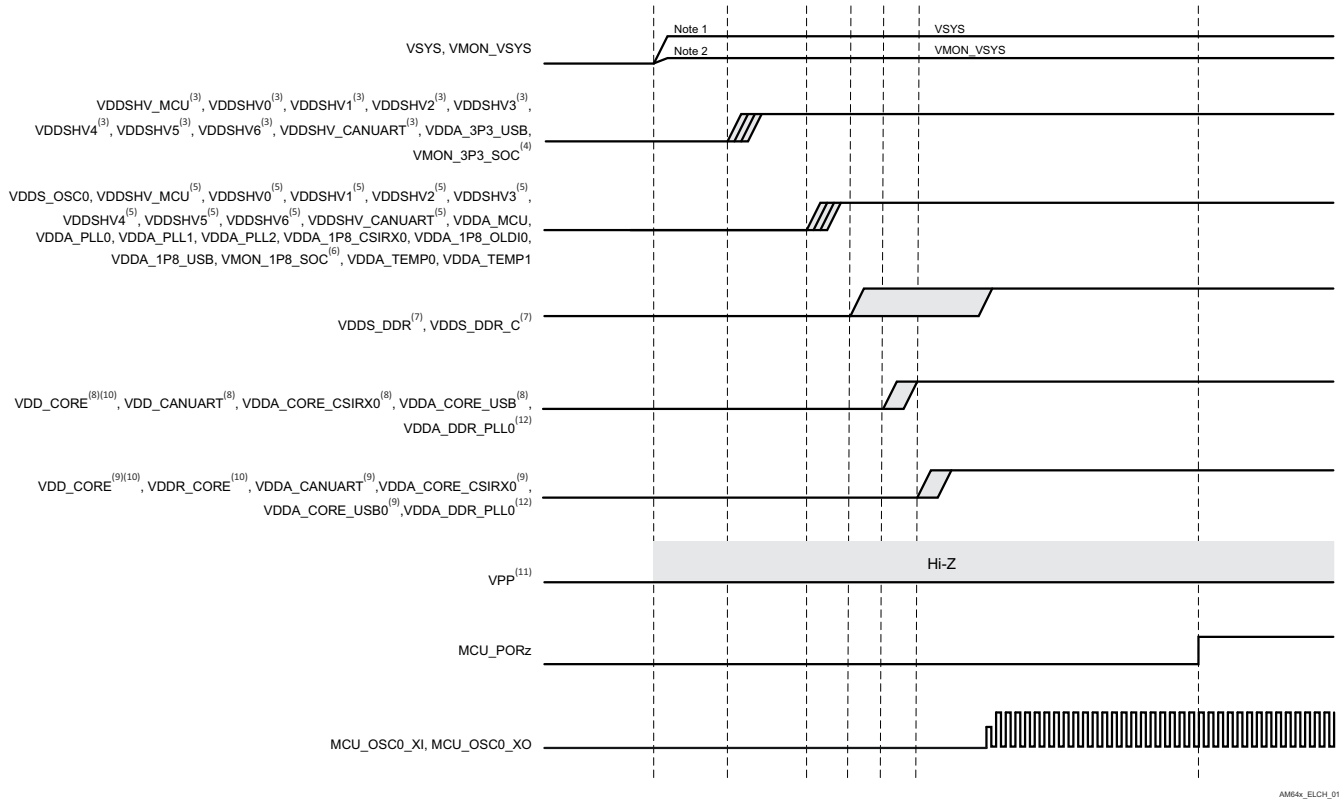 Note 1
VSYS
VSYS, VMON_VSYS
Note 2
VMON_VSYS
VDDSHV_MCU(3), VDDSHV0(3), VDDSHV1(3), VDDSHV2(3), VDDSHV3(3),
VDDSHV4(3), VDDSHV5(3), VDDSHV6(3), VDDSHV_CANUART(3), VDDA_3P3_USB,
VMON_3P3_SOC(4)
VDDS_OSC0, VDDSHV_MCU(5), VDDSHV0(5), VDDSHV1(5), VDDSHV2(5), VDDSHV3(5),
VDDSHV4(5), VDDSHV5(5), VDDSHV6(5), VDDSHV_CANUART(5), VDDA_MCU,
VDDA_PLL0, VDDA_PLL1, VDDA_PLL2, VDDA_1P8_CSIRX0, VDDA_1P8_OLDI0,
VDDA_1P8_USB, VMON_1P8_SOC(6), VDDA_TEMP0, VDDA_TEMP1
VDDS_DDR(7), VDDS_DDR_C(7)
VDD_CORE(8)(10), VDD_CANUART(8), VDDA_CORE_CSIRX0(8), VDDA_CORE_USB(8),
VDDA_DDR_PLL0(12)
VDD_CORE(9)(10), VDDR_CORE(10), VDDA_CANUART(9),VDDA_CORE_CSIRX0(9),
VDDA_CORE_USB0(9),VDDA_DDR_PLL0(12)
Hi-Z
VPP(11)
MCU_PORz
MCU_OSC0_XI, MCU_OSC0_XO
AM64x_ELCH_01